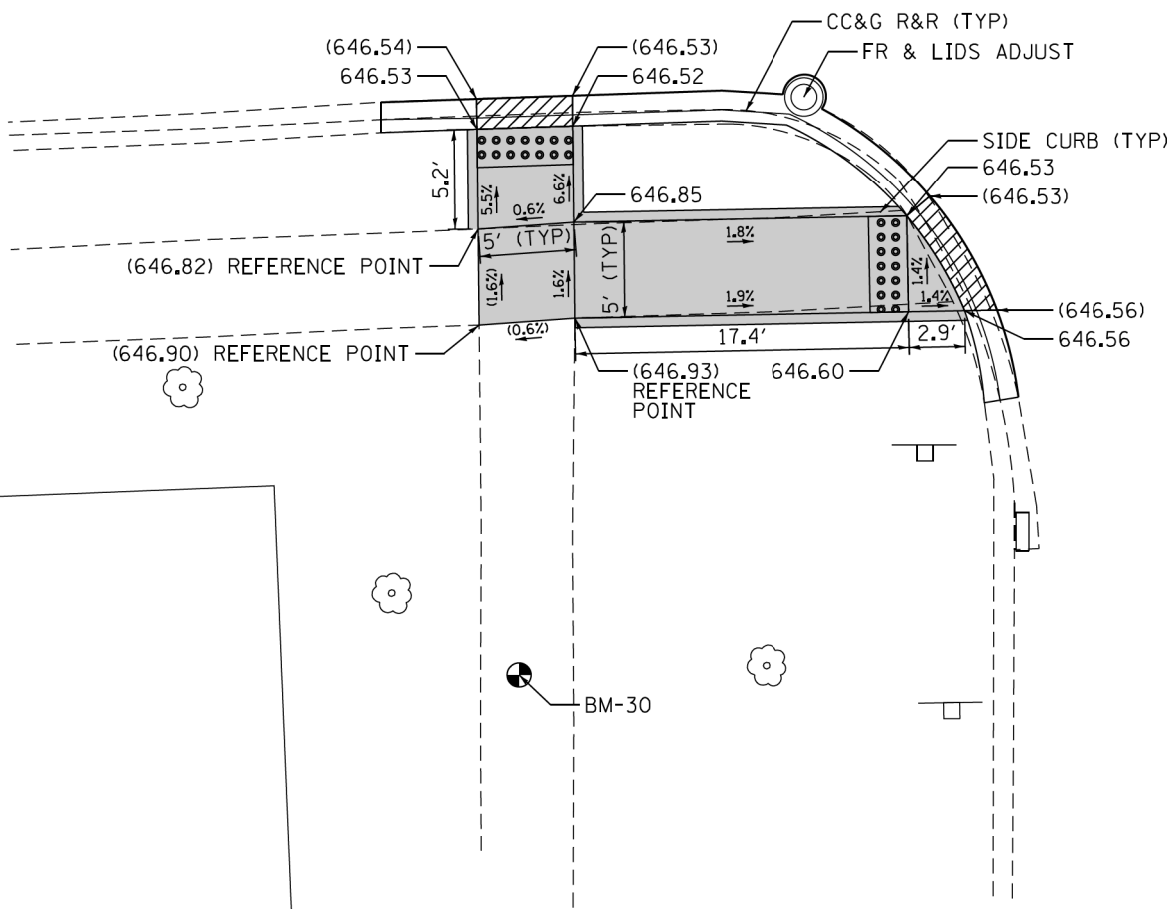 CC&G R&R (TYP)
(646.54)
(646.53)
FR & LIDS ADJUST
646.53
646.52
SIDE CURB (TYP)
646.53
(646.53)
5.2'
5.5%
6.6%
646.85
0.6%
5' (TYP)
1.8%
(646.82) REFERENCE POINT
5' (TYP)
1.4%
(1.6%)
1.6%
1.9%
1.4%
(646.56)
(0.6%)
17.4'
2.9'
646.56
(646.90) REFERENCE POINT
(646.93)
REFERENCE
POINT
646.60
BM-30